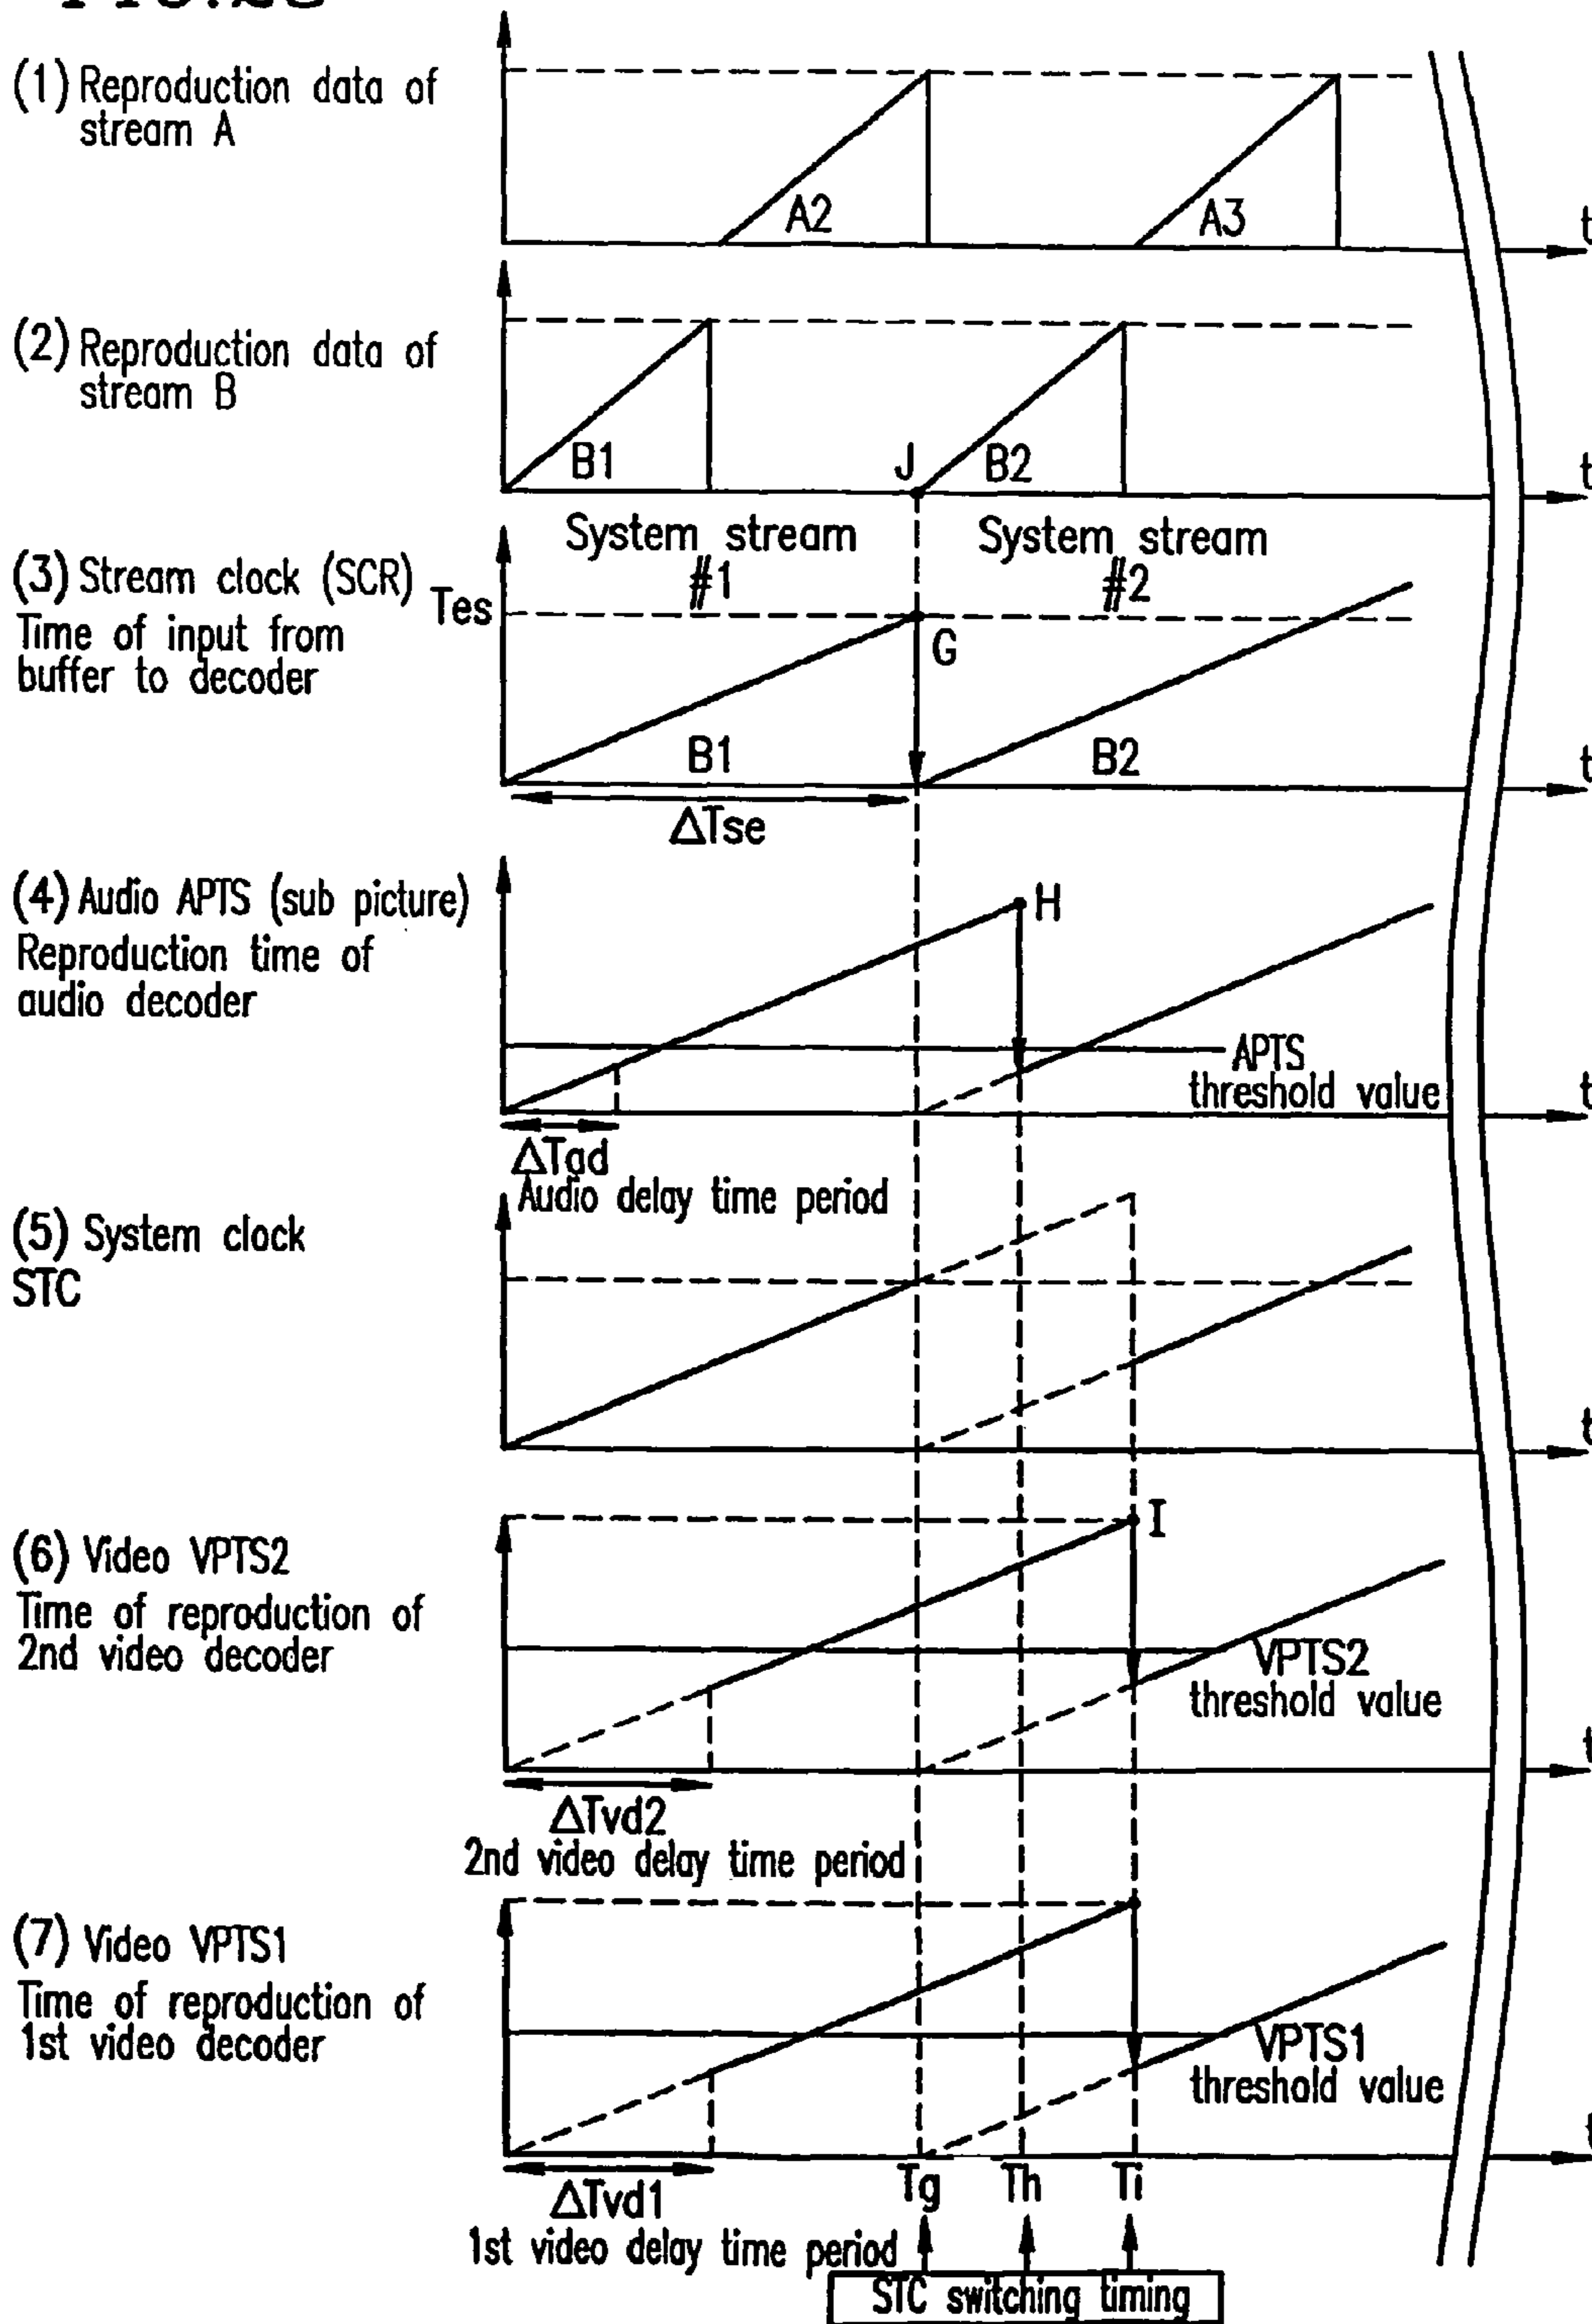 (1) Reproduction data of
stream A
A2
A3
t
(2) Reproduction data of
stream B
B1
J
B2
t
System stream
#1
System stream
#2
(3) Stream clock (SCR)
Time of input from
buffer to decoder
Tes
G
B1
B2
t
ΔTse
(4) Audio APTS (sub picture)
Reproduction time of
audio decoder
H
APTS
threshold value
t
ΔTad
Audio delay time period
(5) System clock
STC
t
(6) Video VPTS2
Time of reproduction of
2nd video decoder
I
VPTS2
threshold value
t
ΔTvd2
2nd video delay time period
(7) Video VPTS1
Time of reproduction of
1st video decoder
VPTS1
threshold value
t
ΔTvd1
1st video delay time period
Tg Th Ti
STC switching timing